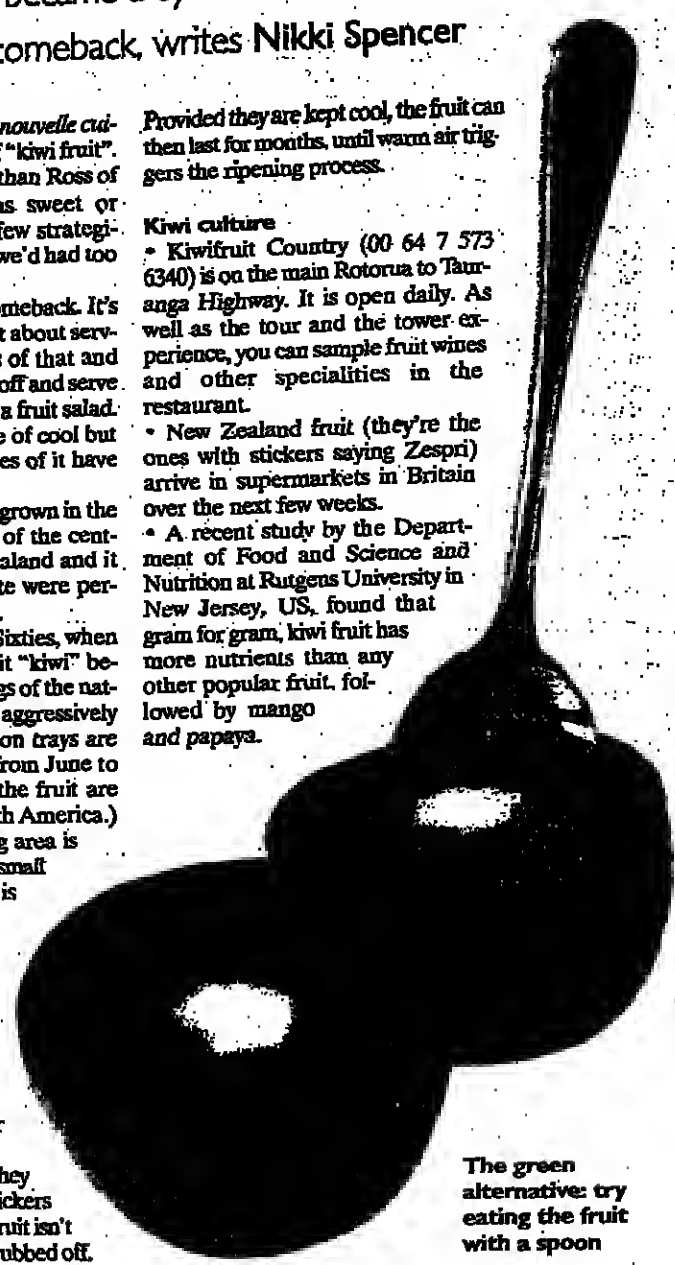 comeback, writes Nikki Spencer
nouvelle cui-
"kiwi fruit".
than Ross of
as sweet or
few strategi-
we'd had too
omeback. It's
t about serv-
s of that and
off and serve
a fruit salad.
e of cool but
es of it have
grown in the
of the cent-
aland and it
te were per-
Sixties, when
it "kiwi" be-
gs of the nat-
aggressively
on trays are
from June to
the fruit are
th America.)
g area is
small
is
r
hey
ickers
ruit isn't
ubbed off.
Provided they are kept cool, the fruit can
then last for months, until warm air trig-
gers the ripening process.
Kiwi culture
• Kiwifruit Country (00 64 7 573
6340) is on the main Rotorua to Taur-
anga Highway. It is open daily. As
well as the tour and the tower ex-
perience, you can sample fruit wines
and other specialities in the
restaurant.
• New Zealand fruit (they're the
ones with stickers saying Zespri)
arrive in supermarkets in Britain
over the next few weeks.
• A recent study by the Depart-
ment of Food and Science and
Nutrition at Rutgens University in
New Jersey, US, found that
gram for gram, kiwi fruit has
more nutrients than any
other popular fruit, fol-
lowed by mango
and papaya.
The green
alternative: try
eating the fruit
with a spoon